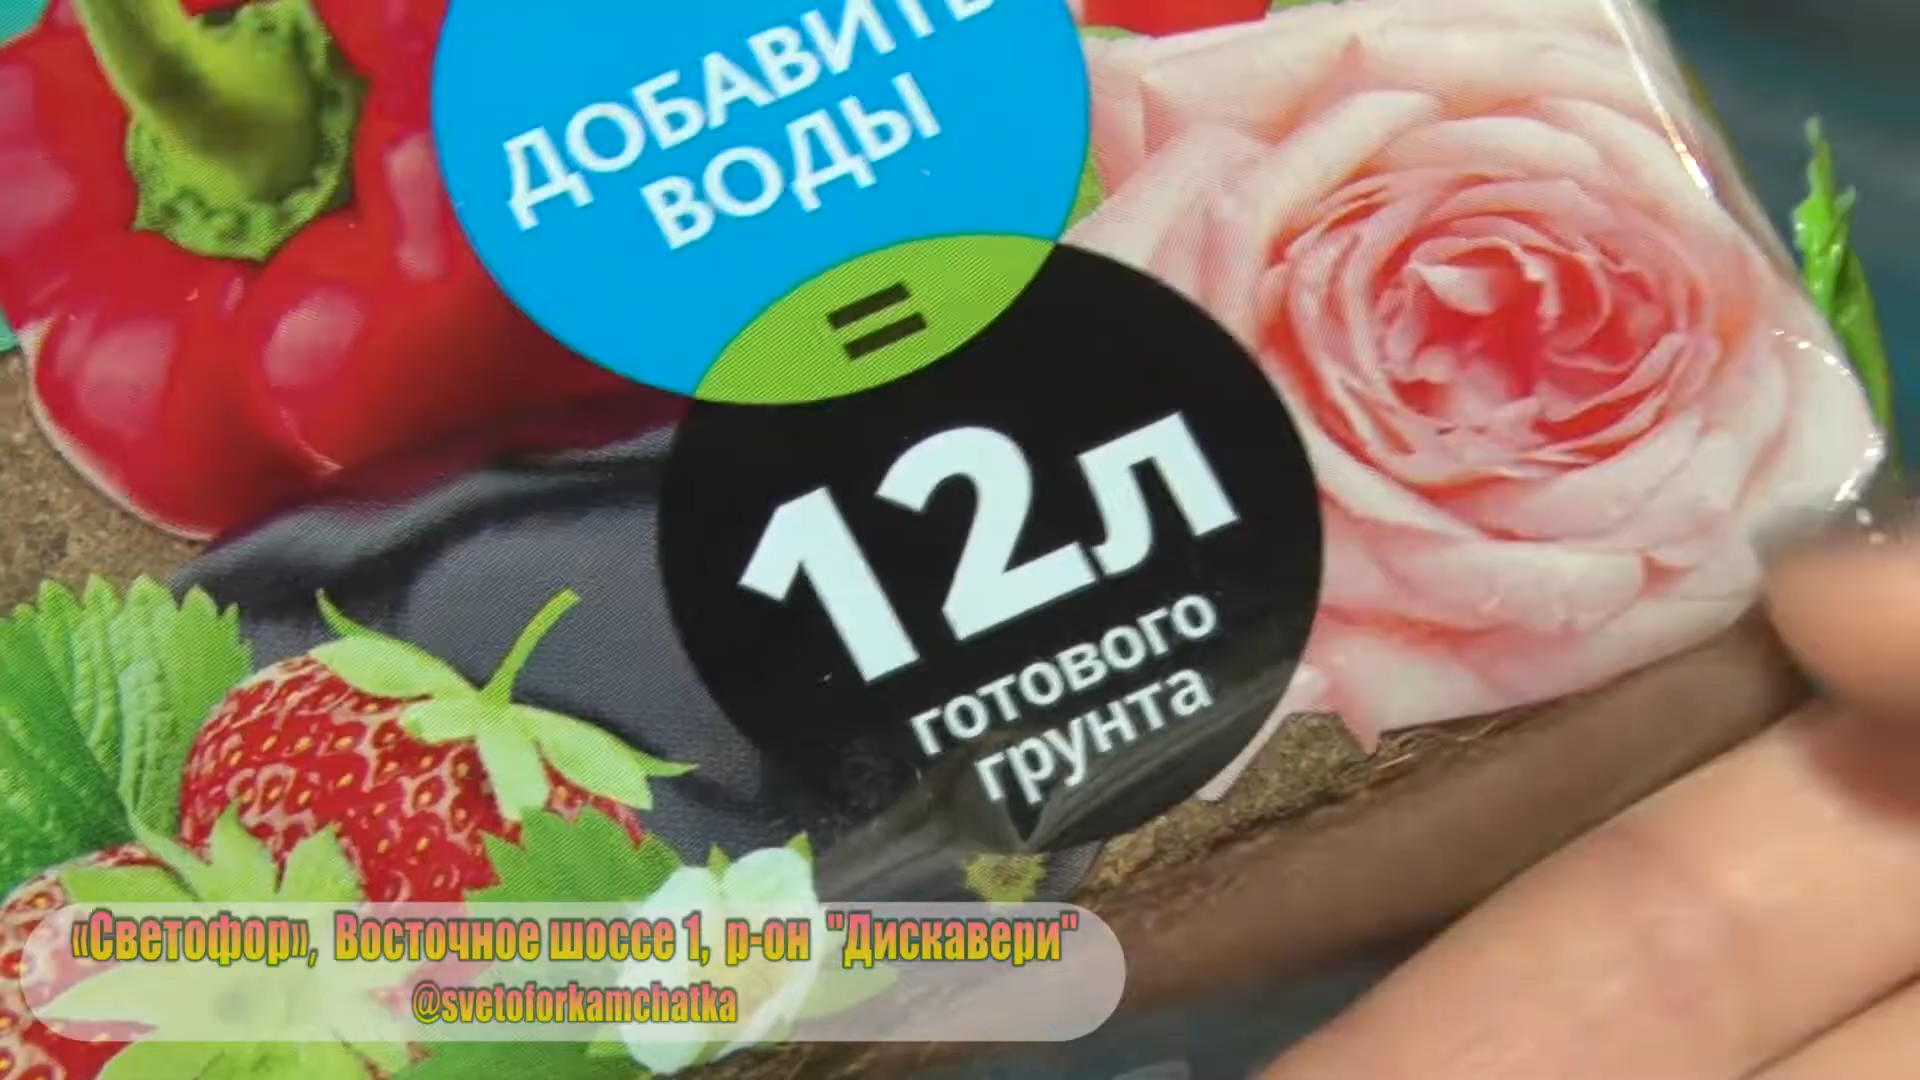 ДОБАВИТЬ
ВОДЫ
=
12л
готового
грунта
«Светофор», Восточное шоссе 1, р-он "Дискавери"
@svetoforkamchatka